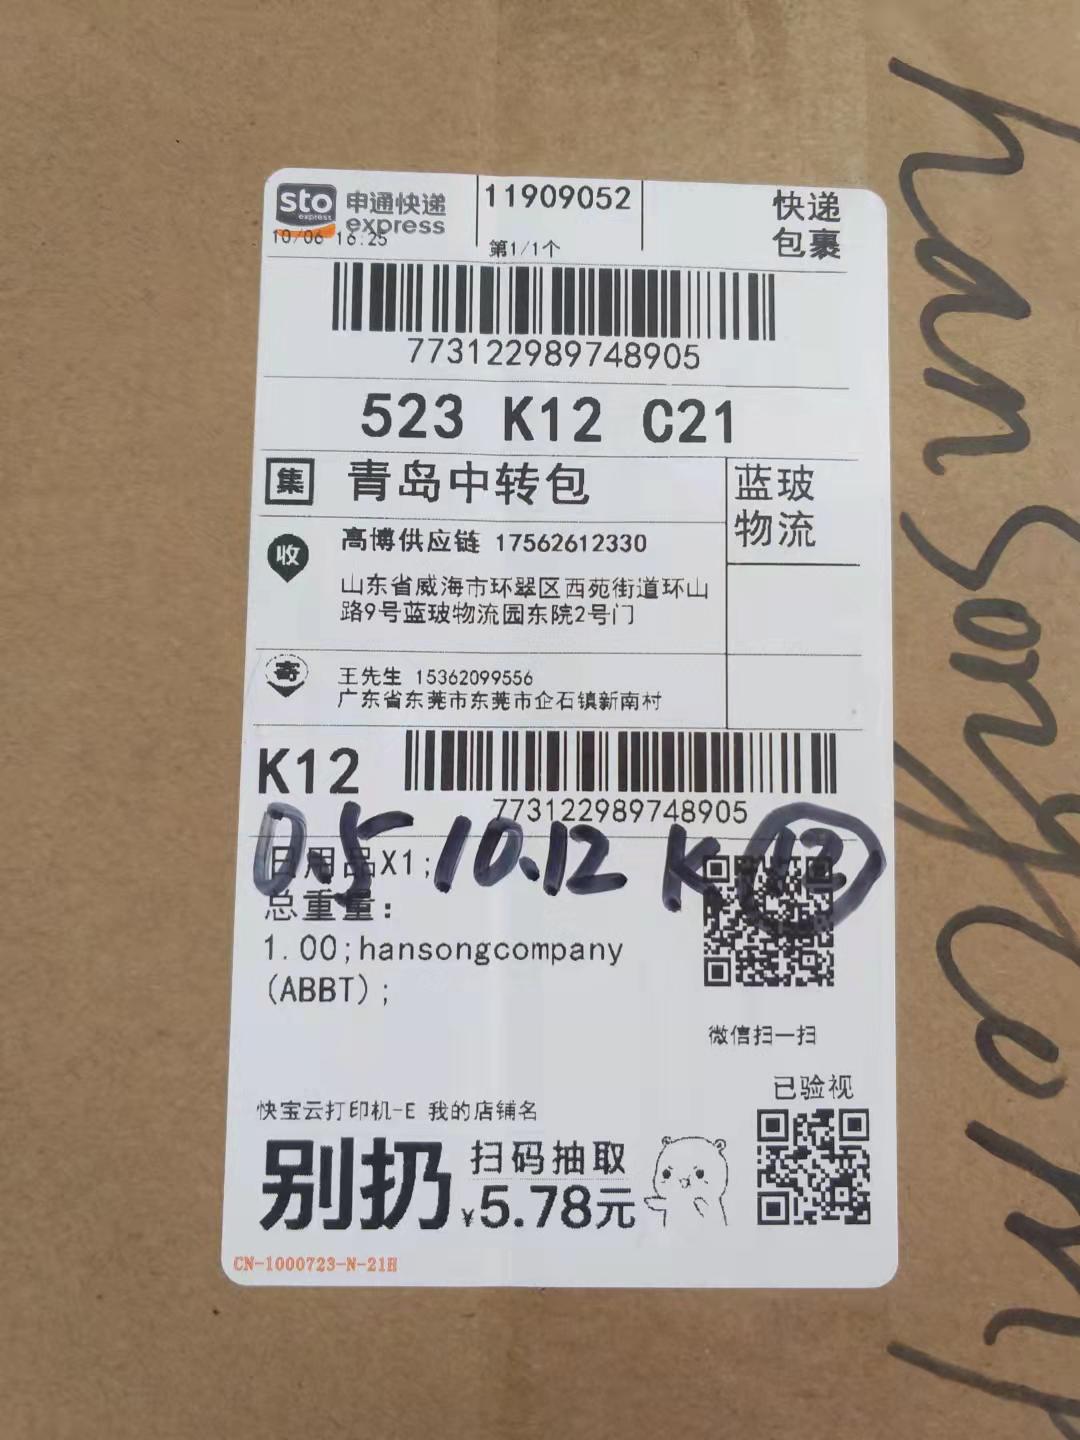 sto
express
申通快递
express
10/06 16:25
11909052
第1/1个
快递
包裹
773122989748905
523 K12 C21
集 青岛中转包
蓝玻
物流
收
高博供应链 17562612330
山东省威海市环翠区西苑街道环山
路9号蓝玻物流园东院2号门
寄
王先生 15362099556
广东省东莞市东莞市企石镇新南村
K12
773122989748905
0.5 10.12 K 12
日用品X1;
总重量:
1.00;hansongcompany
(ABBT);
微信扫一扫
已验视
快宝云打印机-E 我的店铺名
别扔
扫码抽取
¥5.78元
CN-1000723-N-21H
hansong